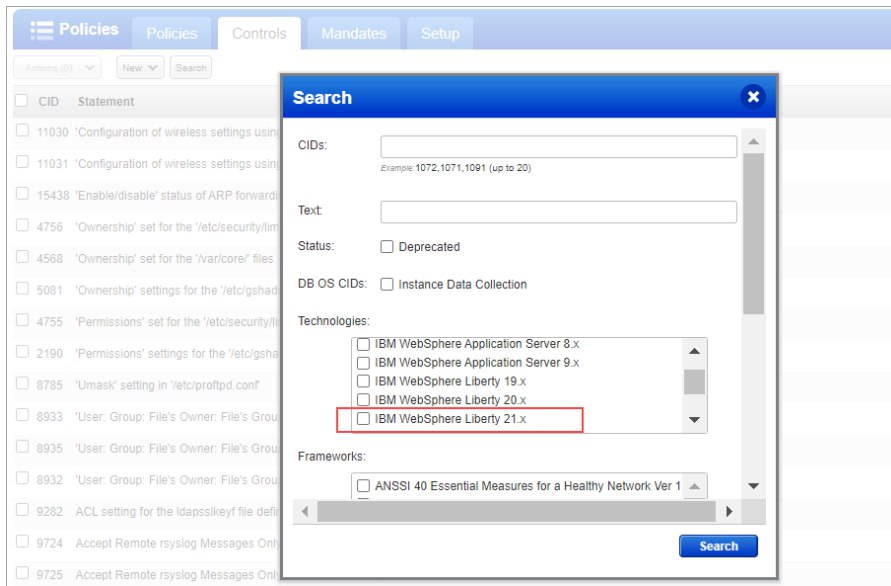 Policies
Policies
Controls
Mandates
Setup
Actions (0)
New
Search
CID Statement
11030 'Configuration of wireless settings using
11031 'Configuration of wireless settings using
15438 'Enable/disable' status of ARP forwardi
4756 'Ownership' set for the '/etc/security/lim
4568 'Ownership' set for the '/var/core/' files
5081 'Ownership' settings for the '/etc/gshad
4755 'Permissions' set for the '/etc/security/li
2190 'Permissions' settings for the '/etc/gsha
8785 'Umask' setting in '/etc/proftpd.conf'
8933 'User: Group: File's Owner: File's Grou
8935 'User: Group: File's Owner: File's Grou
8932 'User: Group: File's Owner: File's Grou
9282 ACL setting for the ldapsslkeyf file defin
9724 Accept Remote rsyslog Messages Only
9725 Accept Remote rsyslog Messages Only
Search
CIDs:
Example:1072,1071,1091 (up to 20)
Text:
Status: Deprecated
DB OS CIDs: Instance Data Collection
Technologies:
IBM WebSphere Application Server 8.x
IBM WebSphere Application Server 9.x
IBM WebSphere Liberty 19.x
IBM WebSphere Liberty 20.x
IBM WebSphere Liberty 21.x
Frameworks:
ANSSI 40 Essential Measures for a Healthy Network Ver 1
Search